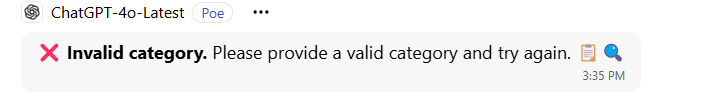 ChatGPT-4o-Latest Poe •••
❌ Invalid category. Please provide a valid category and try again. 📋 🔍
3:35 PM